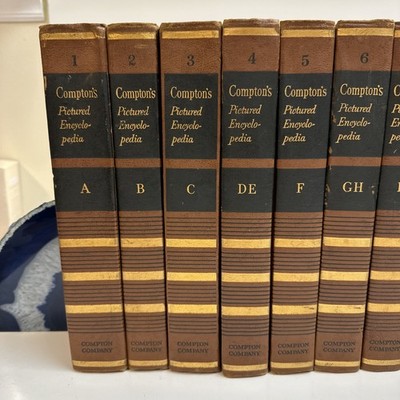 1
Compton's
Pictured
Encyclo-
pedia
A
COMPTON
COMPANY
2
Compton's
Pictured
Encyclo-
pedia
B
COMPTON
COMPANY
3
Compton's
Pictured
Encyclo-
pedia
C
COMPTON
COMPANY
4
Compton's
Pictured
Encyclo-
pedia
DE
COMPTON
COMPANY
5
Compton's
Pictured
Encyclo-
pedia
F
COMPTON
COMPANY
6
Compton's
Pictured
Encyclo-
pedia
GH
COMPTON
COMPANY